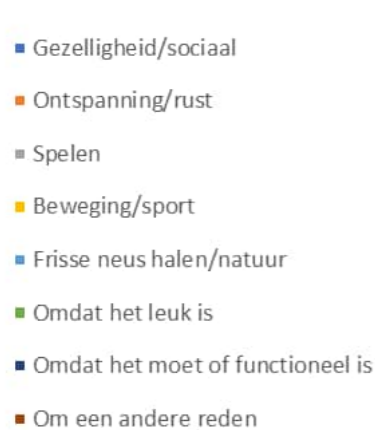 Gezelligheid/sociaal
Ontspanning/rust
Spelen
Beweging/sport
Frisse neus halen/natuur
Omdat het leuk is
Omdat het moet of functioneel is
Om een andere reden